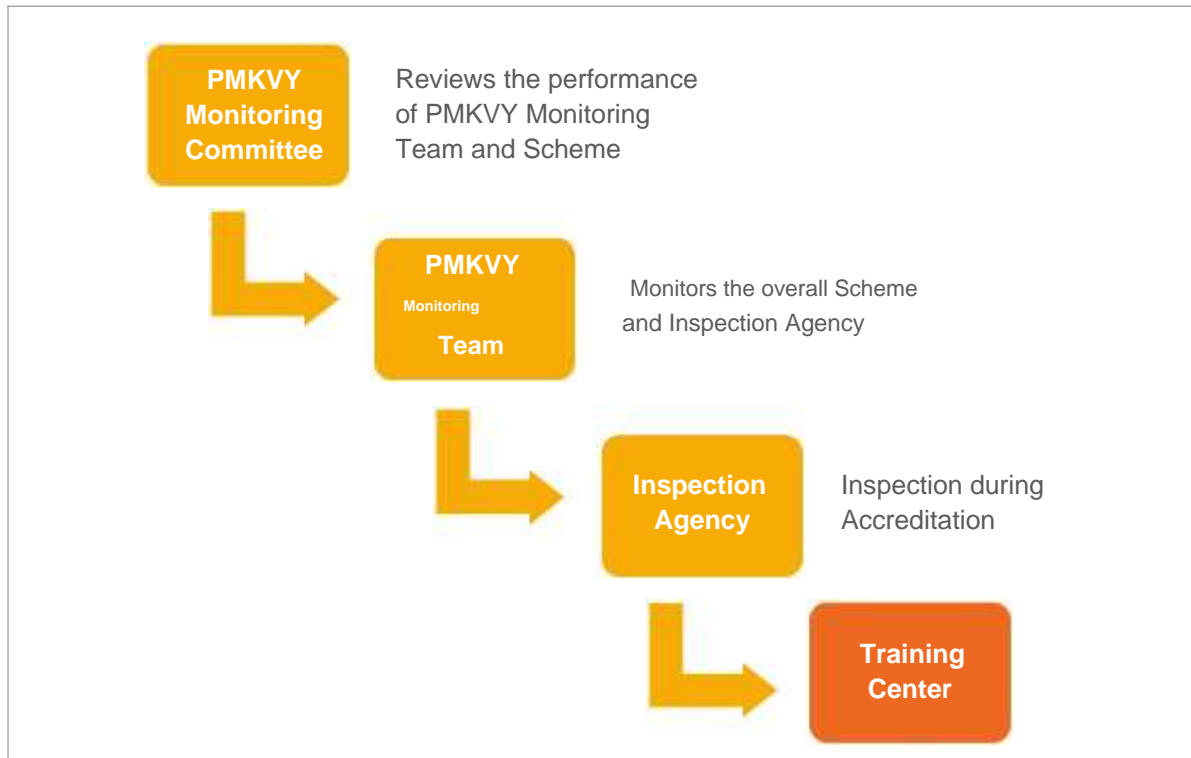 PMKVY
Monitoring
Committee
Reviews the performance
of PMKVY Monitoring
Team and Scheme
PMKVY
Monitoring
Team
Monitors the overall Scheme
and Inspection Agency
Inspection
Agency
Inspection during
Accreditation
Training
Center